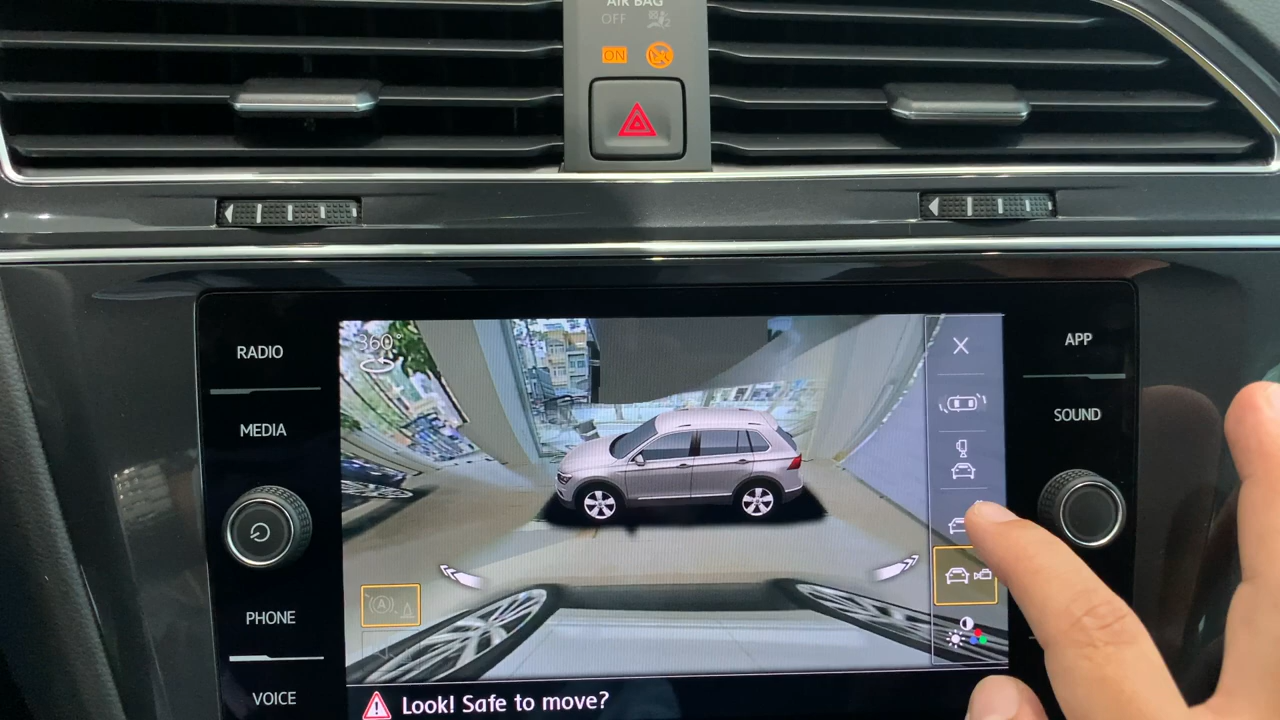 AIR BAG
OFF
ON
RADIO
MEDIA
PHONE
VOICE
360°
(A)
APP
SOUND
Look! Safe to move?